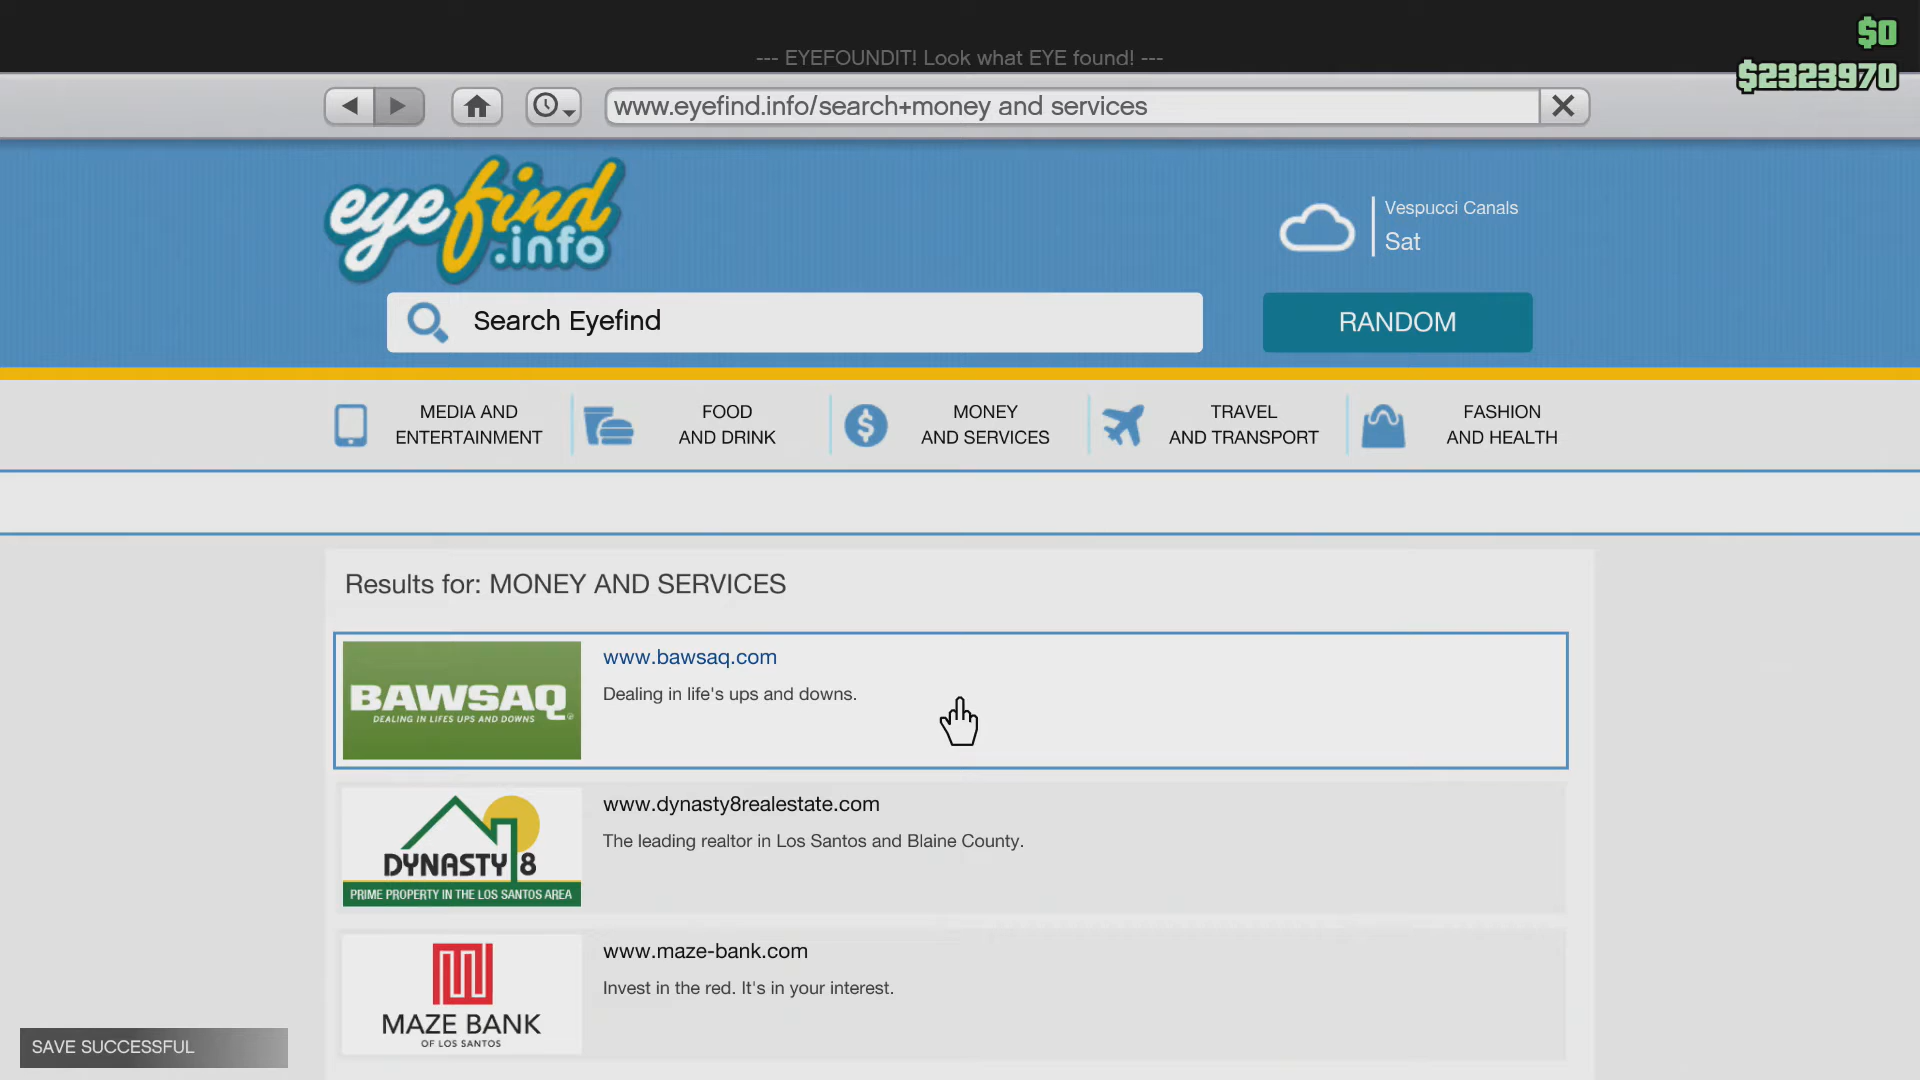 $0
--- EYEFOUNDIT! Look what EYE found! ---
$2323970
www.eyefind.info/search+money and services
eyefind
.info
Vespucci Canals
Sat
Search Eyefind
RANDOM
MEDIA AND
ENTERTAINMENT
FOOD
AND DRINK
MONEY
AND SERVICES
TRAVEL
AND TRANSPORT
FASHION
AND HEALTH
Results for: MONEY AND SERVICES
BAWSAQ
DEALING IN LIFES UPS AND DOWNS
www.bawsaq.com
Dealing in life's ups and downs.
DYNASTY 8
PRIME PROPERTY IN THE LOS SANTOS AREA
www.dynasty8realestate.com
The leading realtor in Los Santos and Blaine County.
MAZE BANK
OF LOS SANTOS
www.maze-bank.com
Invest in the red. It's in your interest.
SAVE SUCCESSFUL